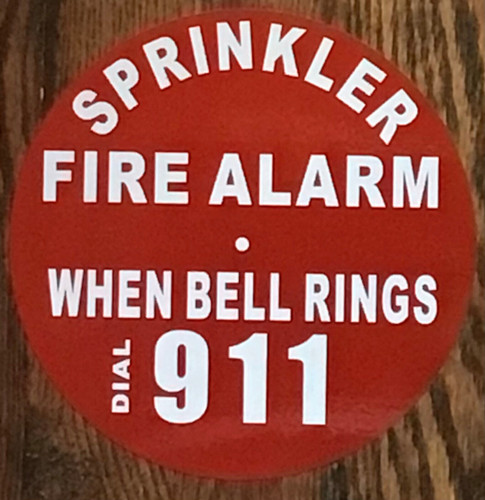 SPRINKLER
FIRE ALARM
WHEN BELL RINGS
DIAL 911